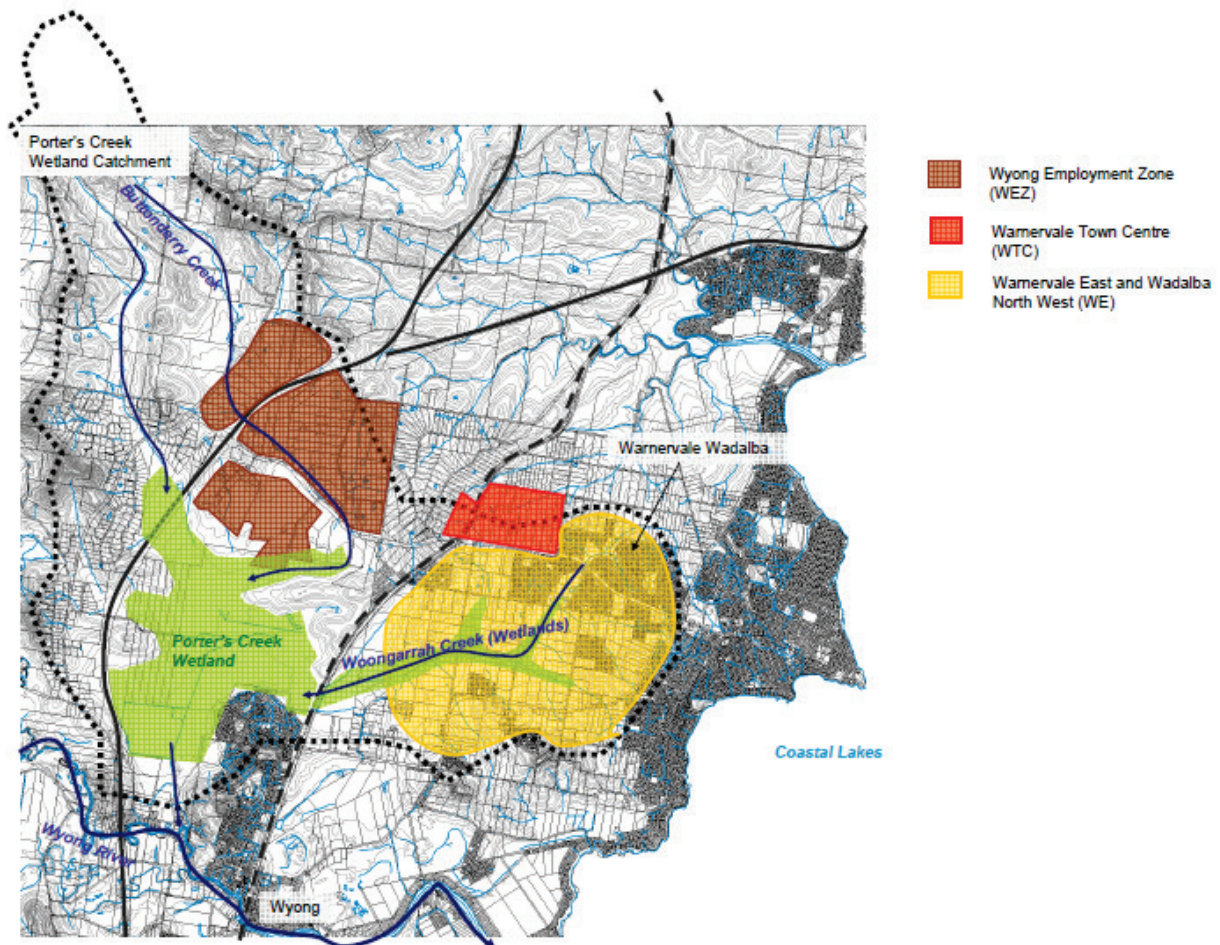 Porter's Creek
Wetland Catchment
Buttonderry Creek
Wyong Employment Zone
(WEZ)
Warnervale Town Centre
(WTC)
Warnervale East and Wadalba
North West (WE)
Warnervale Wadalba
Porter's Creek
Wetland
Woongarrah Creek (Wetlands)
Coastal Lakes
Wyong River
Wyong